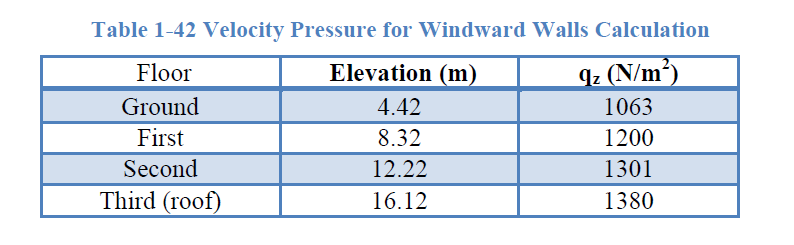 Table 1-42 Velocity Pressure for Windward Walls Calculation
Floor Elevation (m) qz (N/m²)
Ground 4.42 1063
First 8.32 1200
Second 12.22 1301
Third (roof) 16.12 1380